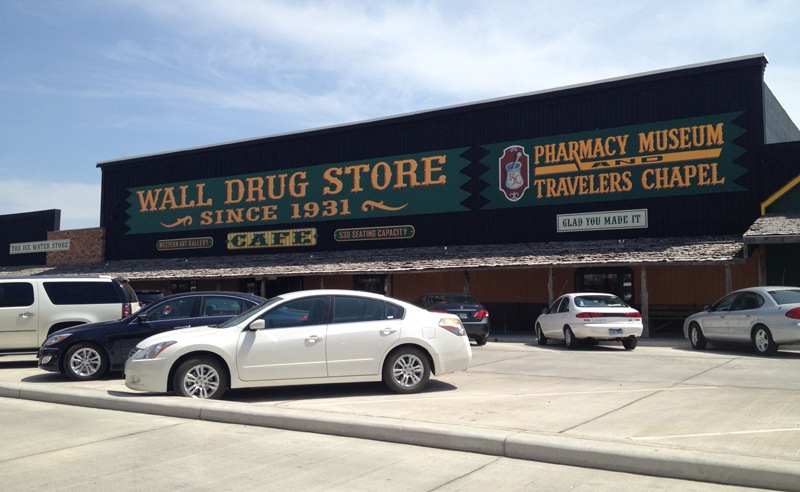 WALL DRUG STORE
SINCE 1931
PHARMACY MUSEUM
AND
TRAVELERS CHAPEL
GLAD YOU MADE IT
THE ICE WATER STORE
WESTERN ART GALLERY
CAFE
530 SEATING CAPACITY